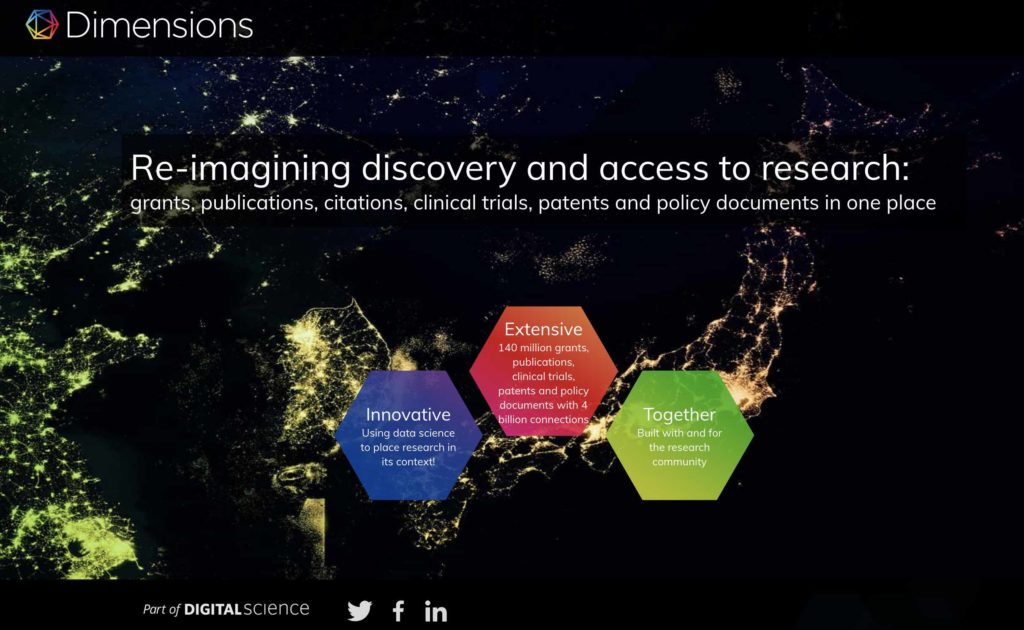 Dimensions
Re-imagining discovery and access to research:
grants, publications, citations, clinical trials, patents and policy documents in one place
Extensive
140 million grants,
publications,
clinical trials,
patents and policy
documents with 4
billion connections
Innovative
Using data science
to place research in
its context!
Together
Built with and for
the research
community
Part of DIGITALSCIENCE